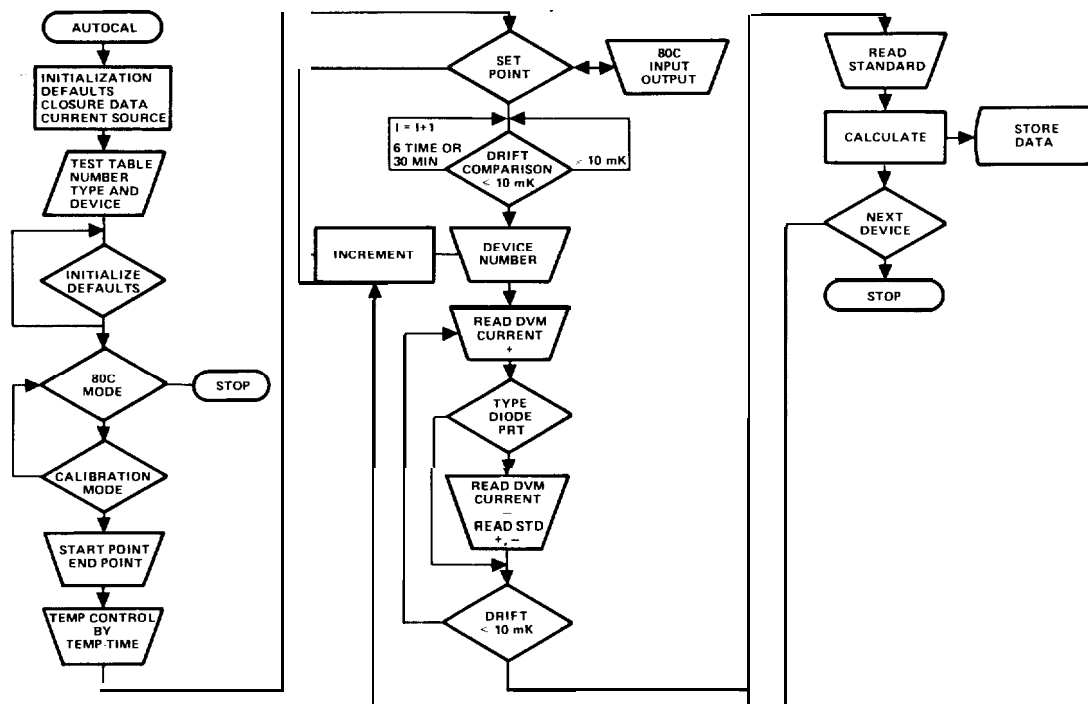 AUTOCAL
INITIALIZATION
DEFAULTS
CLOSURE DATA
CURRENT SOURCE
TEST TABLE
NUMBER
TYPE AND
DEVICE
INITIALIZE
DEFAULTS
80C
MODE
STOP
CALIBRATION
MODE
START POINT
END POINT
TEMP CONTROL
BY
TEMP-TIME
SET
POINT
80C
INPUT
OUTPUT
I = I+1
6 TIME OR
30 MIN
DRIFT
COMPARISON
< 10 mK
10 mK
INCREMENT
DEVICE
NUMBER
READ DVM
CURRENT
+
TYPE
DIODE
PRT
READ DVM
CURRENT
−
READ STD
+, −
DRIFT
< 10 mK
READ
STANDARD
CALCULATE
STORE
DATA
NEXT
DEVICE
STOP